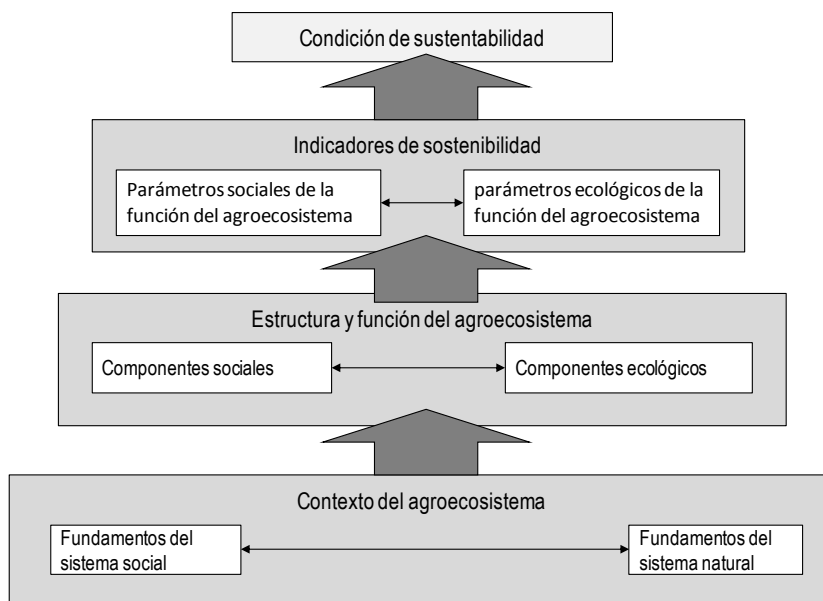 Condición de sustentabilidad
Indicadores de sostenibilidad
Parámetros sociales de la
función del agroecosistema
parámetros ecológicos de la
función del agroecosistema
Estructura y función del agroecosistema
Componentes sociales
Componentes ecológicos
Contexto del agroecosistema
Fundamentos del
sistema social
Fundamentos del
sistema natural